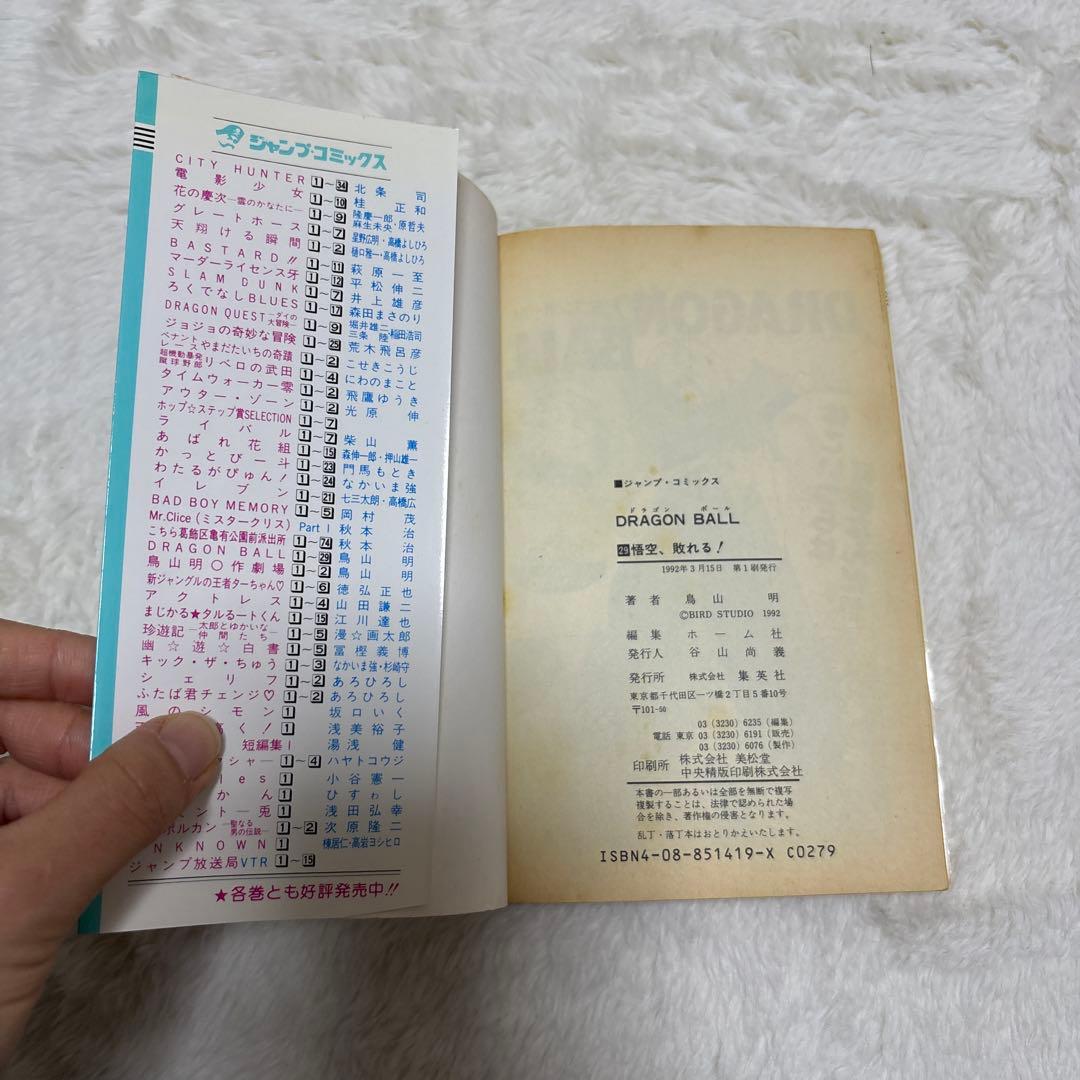 ジャンプ・コミックス
CITY HUNTER 1〜34 北条 司
電影少女 1〜10 桂 正和
花の慶次―雲のかなたに― 1〜9 隆慶一郎・原哲夫 麻生未央
グレートホース 1〜7 星野広明・高橋よしひろ
天翔ける瞬間 1〜2 樋口雅一・高橋よしひろ
BASTARD!! 1〜11 萩原一至
マーダーライセンス牙 1〜12 平松伸二
SLAM DUNK 1〜7 井上雄彦
ろくでなしBLUES 1〜17 森田まさのり
DRAGON QUEST―ダイの大冒険― 1〜9 堀井雄二・稲田浩司 三条 陸
ジョジョの奇妙な冒険 1〜25 荒木飛呂彦
ペナントレース やまだたいちの奇蹟 1〜2 こせきこうじ
超機動暴発蹴球野郎 リベロの武田 1〜4 にわのまこと
タイムウォーカー零 1〜2 飛鷹ゆうき
アウター・ゾーン 1〜2 光原 伸
ホップ☆ステップ賞SELECTION 1〜7
ライバル 1〜7 柴山 薫
あばれ花組 1〜15 森伸一郎・押山雄一
かっとび一斗 1〜23 門馬もとき
わたるがぴゅん! 1〜24 なかいま強
イレブン 1〜21 七三太朗・高橋広
BAD BOY MEMORY 1〜5 岡村 茂
Mr.Clice (ミスタークリス) Part I 秋本 治
こちら葛飾区亀有公園前派出所 1〜74 秋本 治
DRAGON BALL 1〜29 鳥山 明
鳥山明○作劇場 1〜2 鳥山 明
新ジャングルの王者ターちゃん♡ 1〜6 徳弘正也
アクトレス 1〜4 山田謙二
まじかる★タルるートくん 1〜15 江川達也
珍遊記―太郎とゆかいな仲間たち― 1〜5 漫☆画太郎
幽☆遊☆白書 1〜5 冨樫義博
キック・ザ・ちゅう 1〜3 なかいま強・杉崎守
シェリフ 1〜2 あろひろし
ふたば君チェンジ♡ 1〜2 あろひろし
風のシモン 1 坂口いく
高く! 1 浅美裕子
短編集I 湯浅 健
シャー 1〜4 ハヤトコウジ
les 1 小谷憲一
かん 1 ひすわし
ント―兎 1 浅田弘幸
ボルカン―聖なる男の伝説― 1〜2 次原隆二
NKNOWN 1 棟居仁・高岩ヨシヒロ
ジャンプ放送局VTR 1〜15
★各巻とも好評発売中!!
■ジャンプ・コミックス
ドラゴン ボール
DRAGON BALL
29悟空、敗れる!
1992年3月15日 第1刷発行
著者 鳥山 明
©BIRD STUDIO 1992
編集 ホーム社
発行人 谷山尚義
発行所 株式会社 集英社
東京都千代田区一ツ橋2丁目5番10号
〒101-50
03 (3230) 6235 (編集)
電話 東京 03 (3230) 6191 (販売)
03 (3230) 6076 (製作)
印刷所 株式会社 美松堂
中央精版印刷株式会社
本書の一部あるいは全部を無断で複写
複製することは、法律で認められた場
合を除き、著作権の侵害となります。
乱丁・落丁本はおとりかえいたします。
ISBN4-08-851419-X C0279